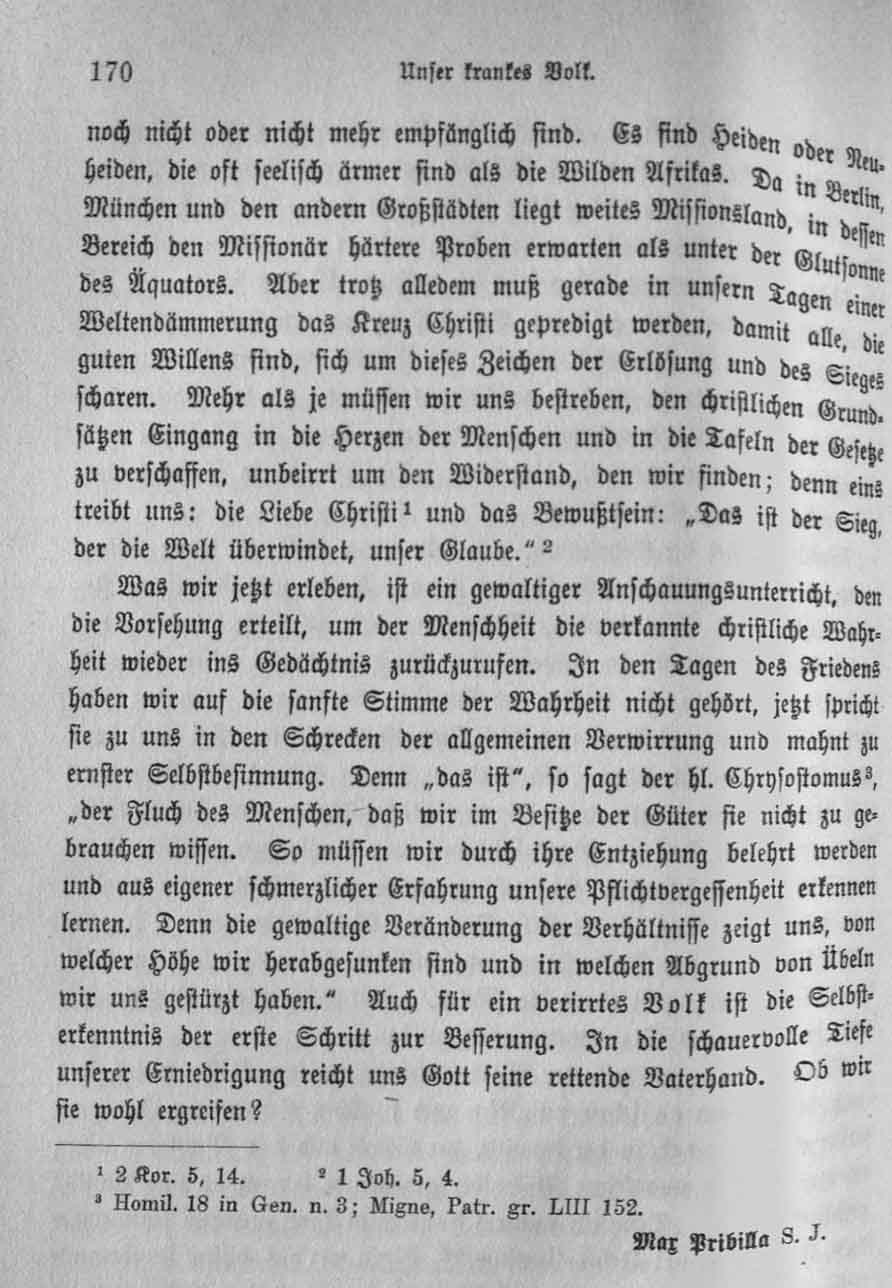 170 Unser krankes Volk.
noch nicht oder nicht mehr empfänglich sind. Es sind Heiden oder Neu-
heiden, die oft seelisch ärmer sind als die Wilden Afrikas. Da in Berlin,
München und den andern Großstädten liegt weites Missionsland, in dessen
Bereich den Missionär härtere Proben erwarten als unter der Glutsonne
des Äquators. Aber trotz alledem muß gerade in unsern Tagen einer
Weltendämmerung das Kreuz Christi gepredigt werden, damit alle, die
guten Willens sind, sich um dieses Zeichen der Erlösung und des Sieges
scharen. Mehr als je müssen wir uns bestreben, den christlichen Grund-
sätzen Eingang in die Herzen der Menschen und in die Tafeln der Gesetze
zu verschaffen, unbeirrt um den Widerstand, den wir finden; denn eins
treibt uns: die Liebe Christi¹ und das Bewußtsein: „Das ist der Sieg,
der die Welt überwindet, unser Glaube.“²
Was wir jetzt erleben, ist ein gewaltiger Anschauungsunterricht, den
die Vorsehung erteilt, um der Menschheit die verkannte christliche Wahr-
heit wieder ins Gedächtnis zurückzurufen. In den Tagen des Friedens
haben wir auf die sanfte Stimme der Wahrheit nicht gehört, jetzt spricht
sie zu uns in den Schrecken der allgemeinen Verwirrung und mahnt zu
ernster Selbstbesinnung. Denn „das ist“, so sagt der hl. Chrysostomus³,
„der Fluch des Menschen, daß wir im Besitze der Güter sie nicht zu ge-
brauchen wissen. So müssen wir durch ihre Entziehung belehrt werden
und aus eigener schmerzlicher Erfahrung unsere Pflichtvergessenheit erkennen
lernen. Denn die gewaltige Veränderung der Verhältnisse zeigt uns, von
welcher Höhe wir herabgesunken sind und in welchen Abgrund von Übeln
wir uns gestürzt haben.“ Auch für ein verirrtes Volk ist die Selbst-
erkenntnis der erste Schritt zur Besserung. In die schauervolle Tiefe
unserer Erniedrigung reicht uns Gott seine rettende Vaterhand. Ob wir
sie wohl ergreifen?
¹ 2 Kor. 5, 14. ² 1 Joh. 5, 4.
³ Homil. 18 in Gen. n. 3; Migne, Patr. gr. LIII 152.
Max Pribilla S. J.